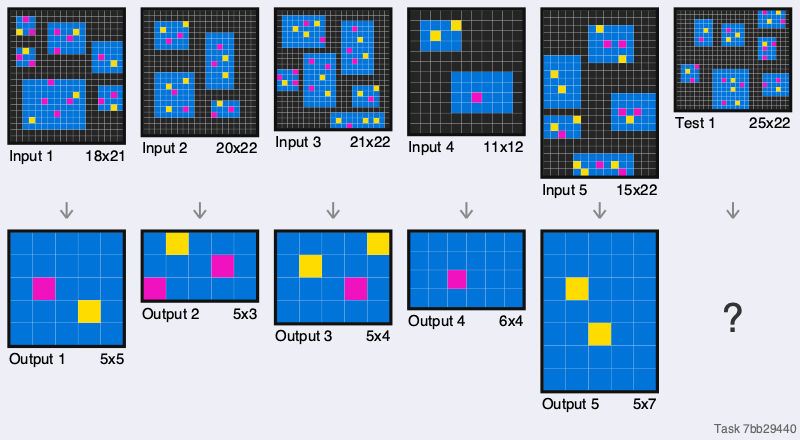 Input 1 18x21
Input 2 20x22
Input 3 21x22
Input 4 11x12
Input 5 15x22
Test 1 25x22
Output 1 5x5
Output 2 5x3
Output 3 5x4
Output 4 6x4
Output 5 5x7
?
Task 7bb29440